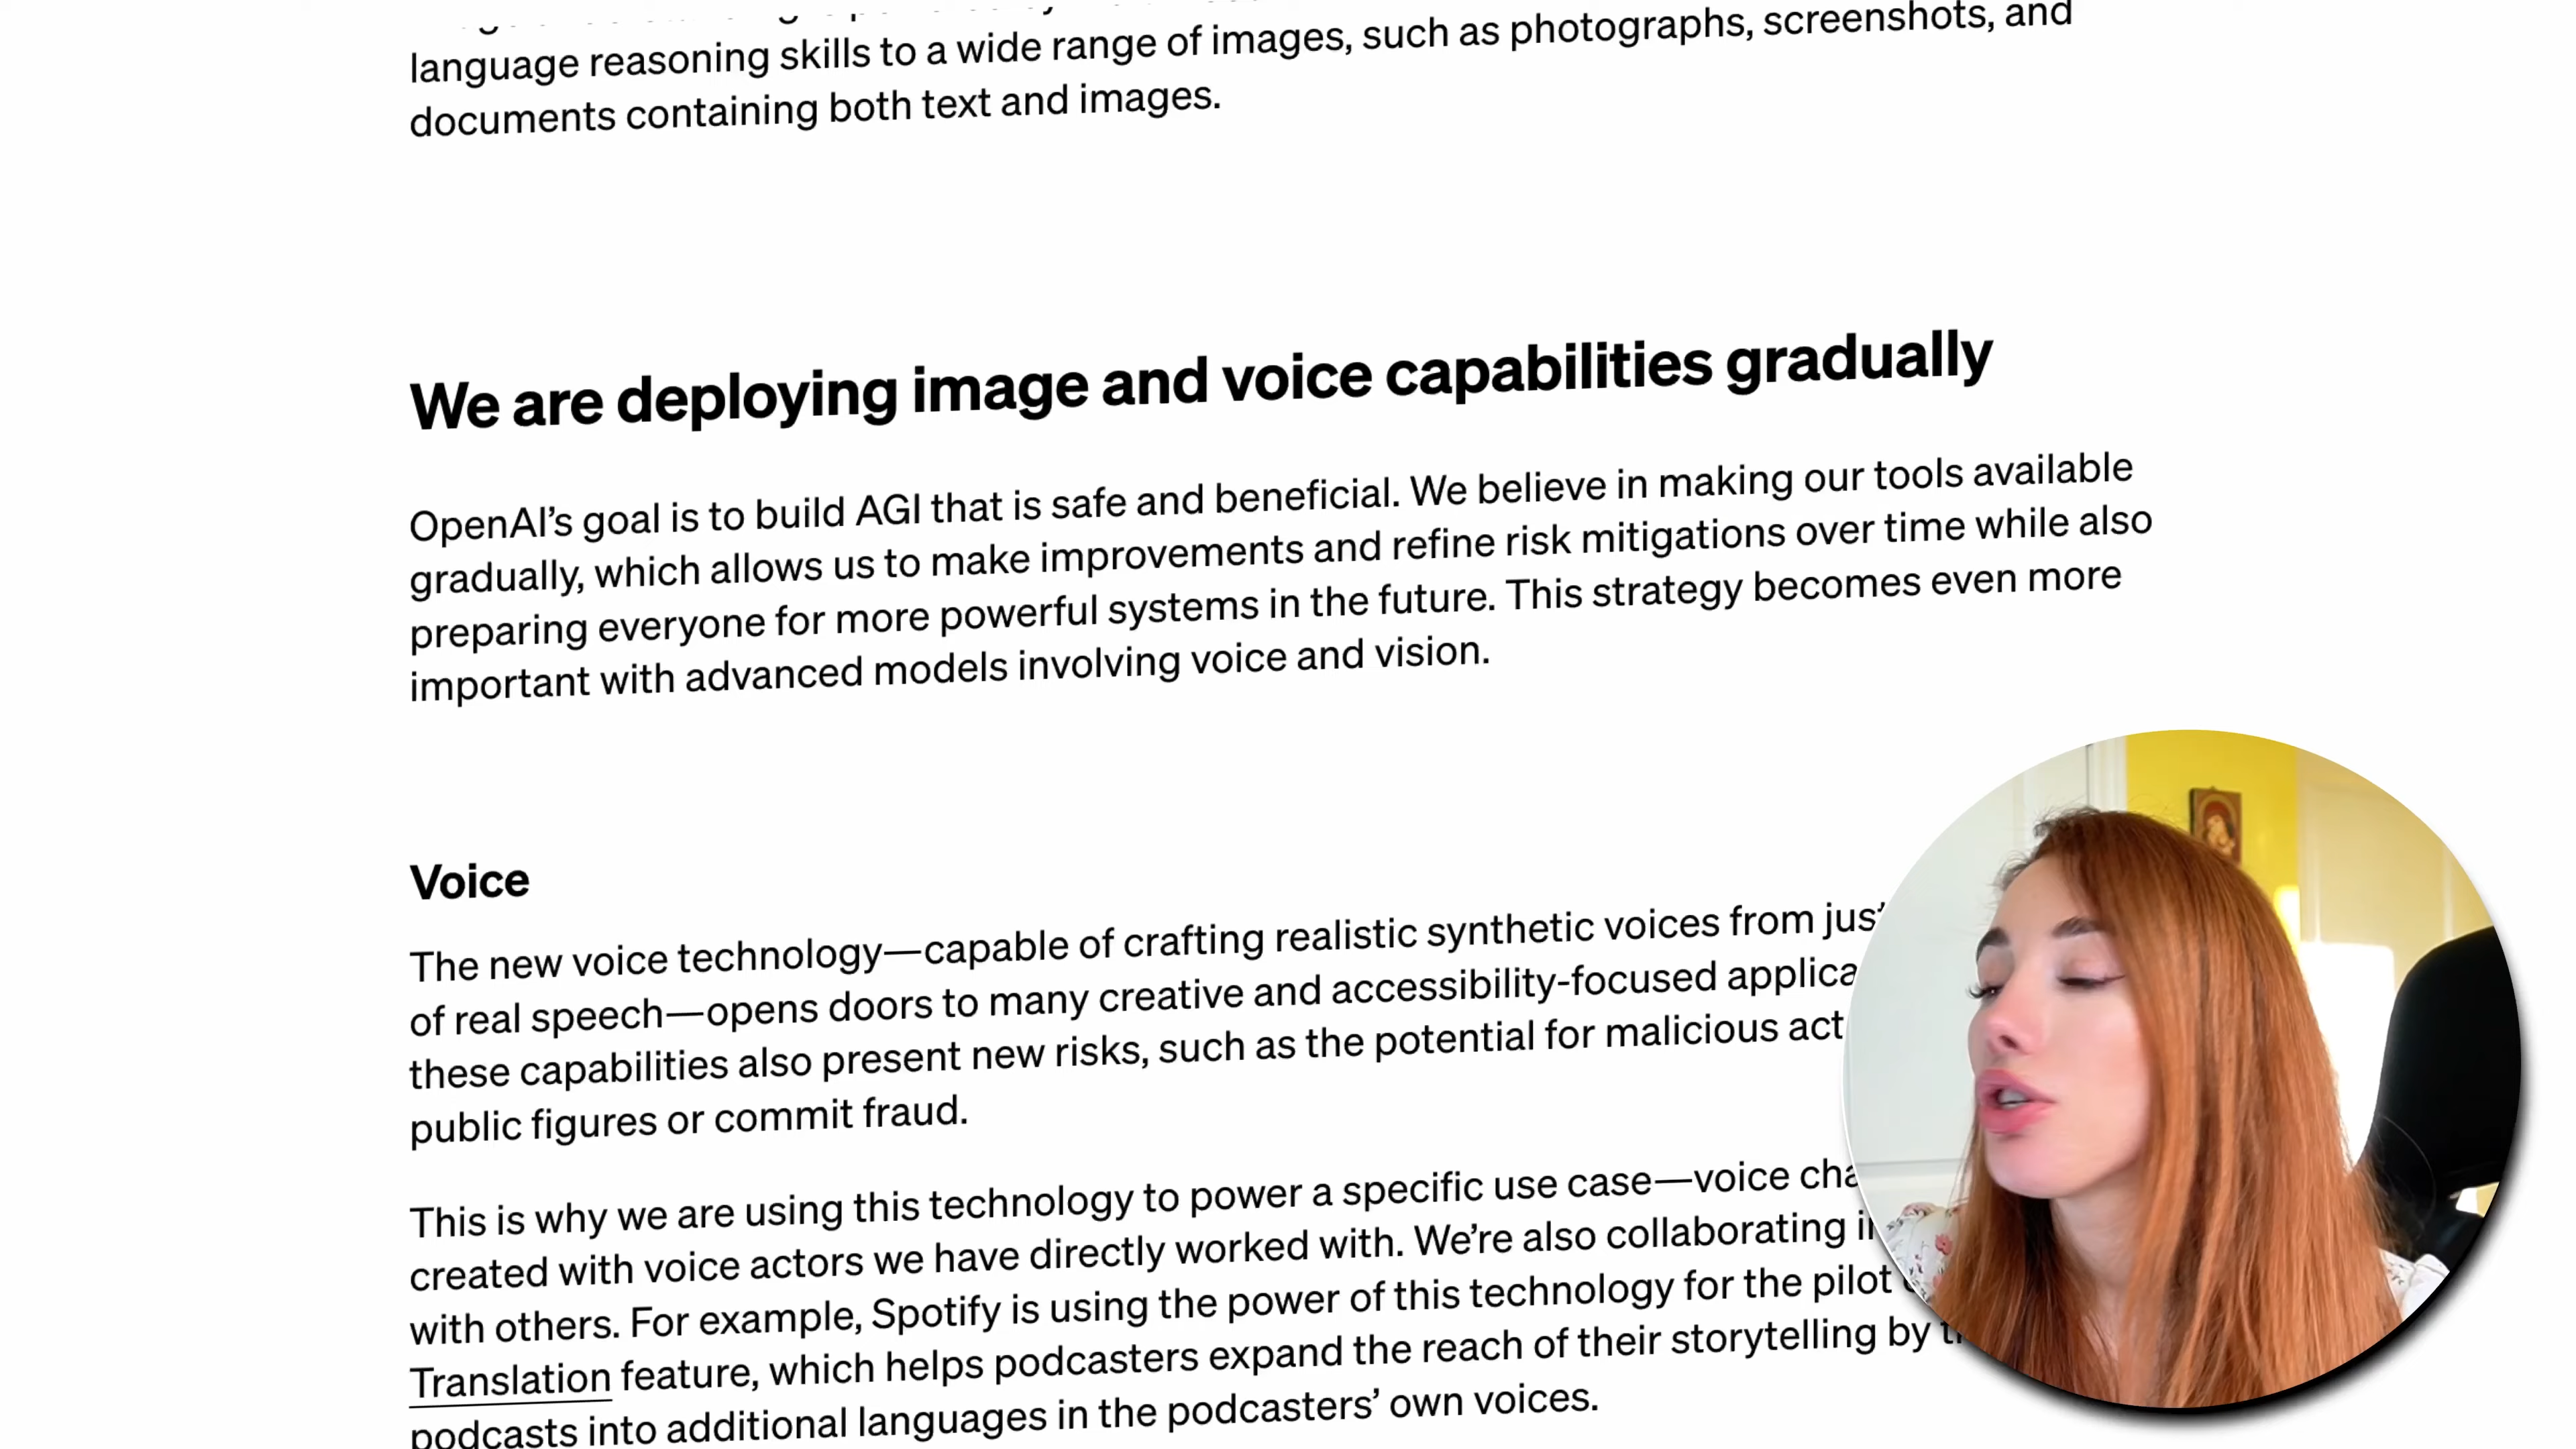 language reasoning skills to a wide range of images, such as photographs, screenshots, and
documents containing both text and images.
We are deploying image and voice capabilities gradually
OpenAI’s goal is to build AGI that is safe and beneficial. We believe in making our tools available
gradually, which allows us to make improvements and refine risk mitigations over time while also
preparing everyone for more powerful systems in the future. This strategy becomes even more
important with advanced models involving voice and vision.
Voice
The new voice technology—capable of crafting realistic synthetic voices from just
of real speech—opens doors to many creative and accessibility-focused
these capabilities also present new risks, such as the potential for malicious
public figures or commit fraud.
This is why we are using this technology to power a specific use case—voice
created with voice actors we have directly worked with. We’re also collaborating
with others. For example, Spotify is using the power of this technology for the pilot
Translation feature, which helps podcasters expand the reach of their storytelling by
podcasts into additional languages in the podcasters’ own voices.